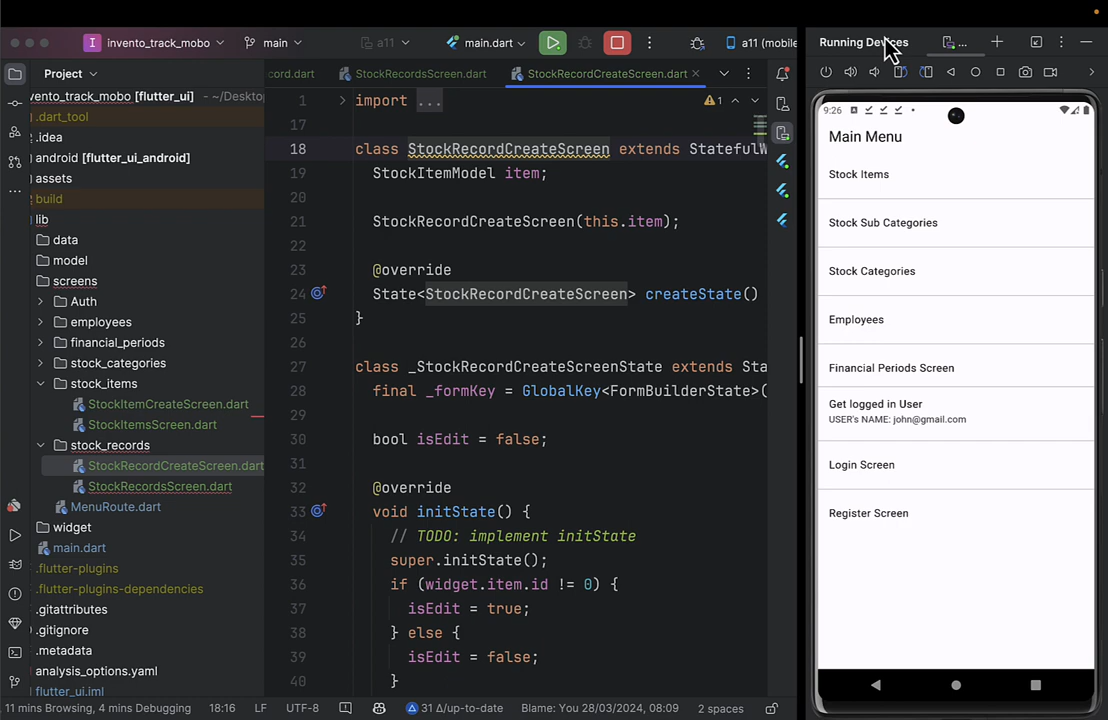 invento_track_mobo
main
a11
main.dart
a11 (mobile
Running Devices
...
Project
cord.dart
StockRecordsScreen.dart
StockRecordCreateScreen.dart
vento_track_mobo [flutter_ui] - ~/Desktop
.dart_tool
.idea
android [flutter_ui_android]
assets
build
lib
data
model
screens
Auth
employees
financial_periods
stock_categories
stock_items
StockItemCreateScreen.dart
StockItemsScreen.dart
stock_records
StockRecordCreateScreen.dart
StockRecordsScreen.dart
MenuRoute.dart
widget
main.dart
.flutter-plugins
.flutter-plugins-dependencies
.gitattributes
.gitignore
.metadata
analysis_options.yaml
flutter_ui.iml
1 import ...
1
17
18 class StockRecordCreateScreen extends StatefulW
19 StockItemModel item;
20
21 StockRecordCreateScreen(this.item);
22
23 @override
24 State<StockRecordCreateScreen> createState()
25 }
26
27 class _StockRecordCreateScreenState extends Sta
28 final _formKey = GlobalKey<FormBuilderState>(
29
30 bool isEdit = false;
31
32 @override
33 void initState() {
34 // TODO: implement initState
35 super.initState();
36 if (widget.item.id != 0) {
37 isEdit = true;
38 } else {
39 isEdit = false;
40 }
9:26
Main Menu
Stock Items
Stock Sub Categories
Stock Categories
Employees
Financial Periods Screen
Get logged in User
USER's NAME: john@gmail.com
Login Screen
Register Screen
11 mins Browsing, 4 mins Debugging
18:16
LF
UTF-8
31 Δ/up-to-date
Blame: You 28/03/2024, 08:09
2 spaces